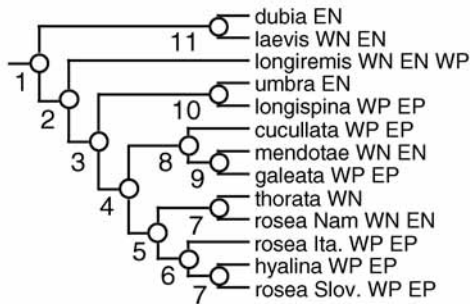 dubia EN
11
laevis WN EN
1
longiremis WN EN WP
2
umbra EN
10
longispina WP EP
3
cucullata WP EP
8
mendotae WN EN
9
galeata WP EP
4
thorata WN
7
rosea Nam WN EN
5
rosea Ita. WP EP
6
hyalina WP EP
7
rosea Slov. WP EP